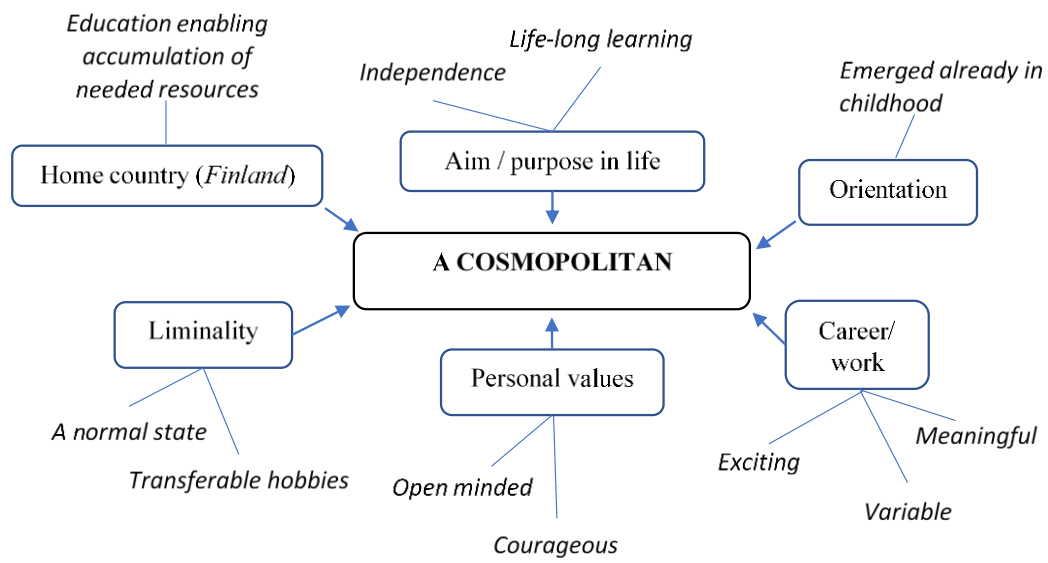 Education enabling
accumulation of
needed resources
Life-long learning
Independence
Emerged already in
childhood
Home country (Finland)
Aim / purpose in life
Orientation
A COSMOPOLITAN
Liminality
Personal values
Career/
work
A normal state
Transferable hobbies
Open minded
Courageous
Exciting
Meaningful
Variable